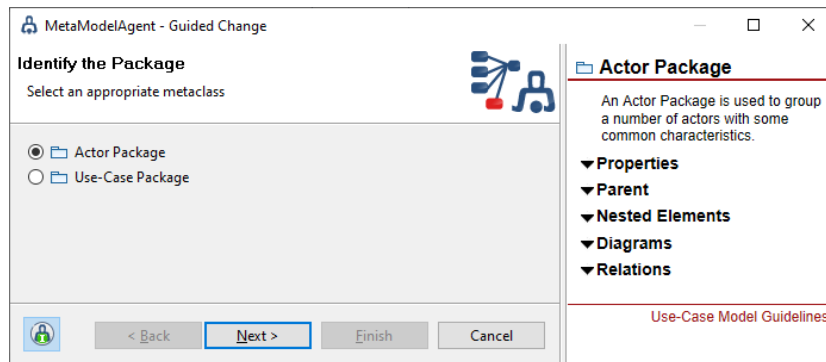 MetaModelAgent - Guided Change
Identify the Package
Select an appropriate metaclass
Actor Package
Use-Case Package
< Back
Next >
Finish
Cancel
Actor Package
An Actor Package is used to group
a number of actors with some
common characteristics.
Properties
Parent
Nested Elements
Diagrams
Relations
Use-Case Model Guidelines